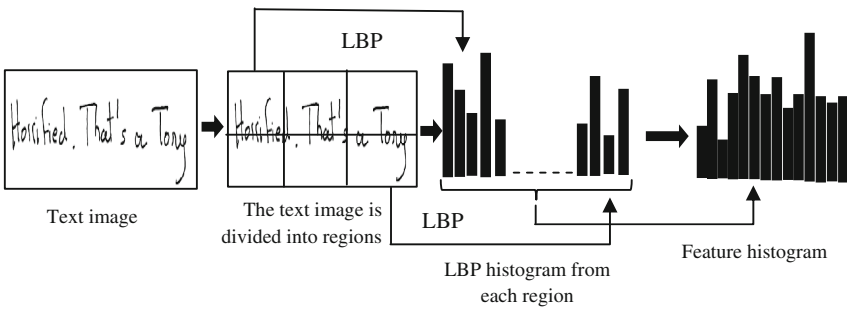 LBP
Horrified. That's a Tony
Horrified. That's a Tony
Text image
The text image is
divided into regions
LBP
LBP histogram from
each region
Feature histogram